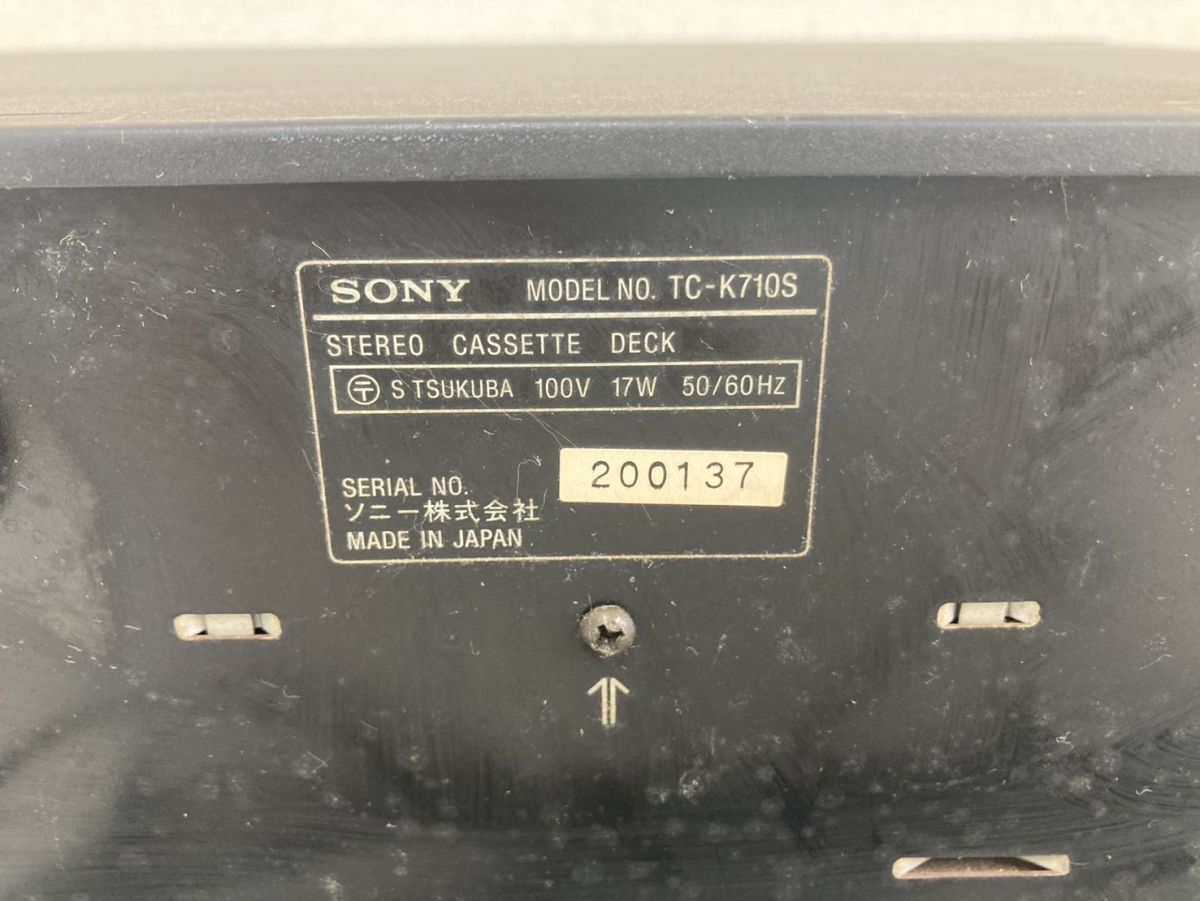 SONY MODEL NO. TC-K710S
STEREO CASSETTE DECK
〒 S TSUKUBA 100V 17W 50/60Hz
SERIAL NO. 200137
ソニー株式会社
MADE IN JAPAN